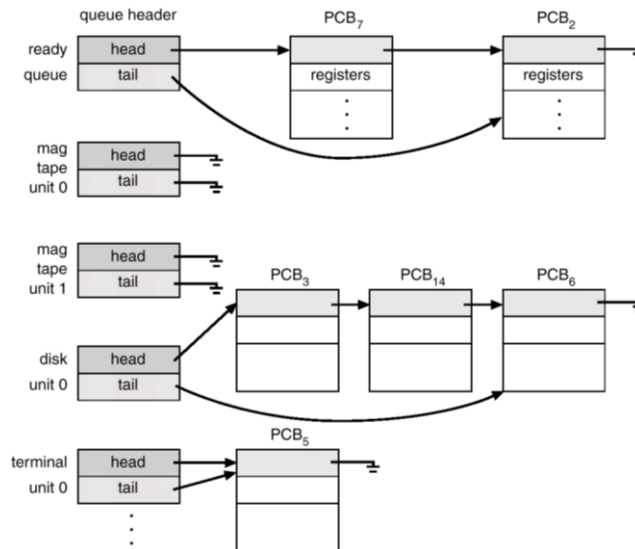 queue header
PCB7
PCB2
ready
queue
head
tail
registers
registers
mag
tape
unit 0
head
tail
mag
tape
unit 1
head
tail
PCB3
PCB14
PCB6
disk
unit 0
head
tail
PCB5
terminal
unit 0
head
tail